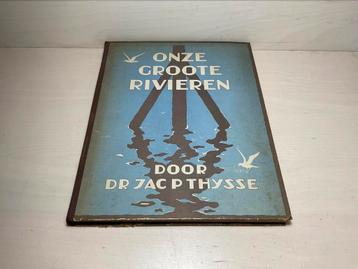 ONZE
GROOTE
RIVIEREN
DOOR
DR JAC P THYSSE